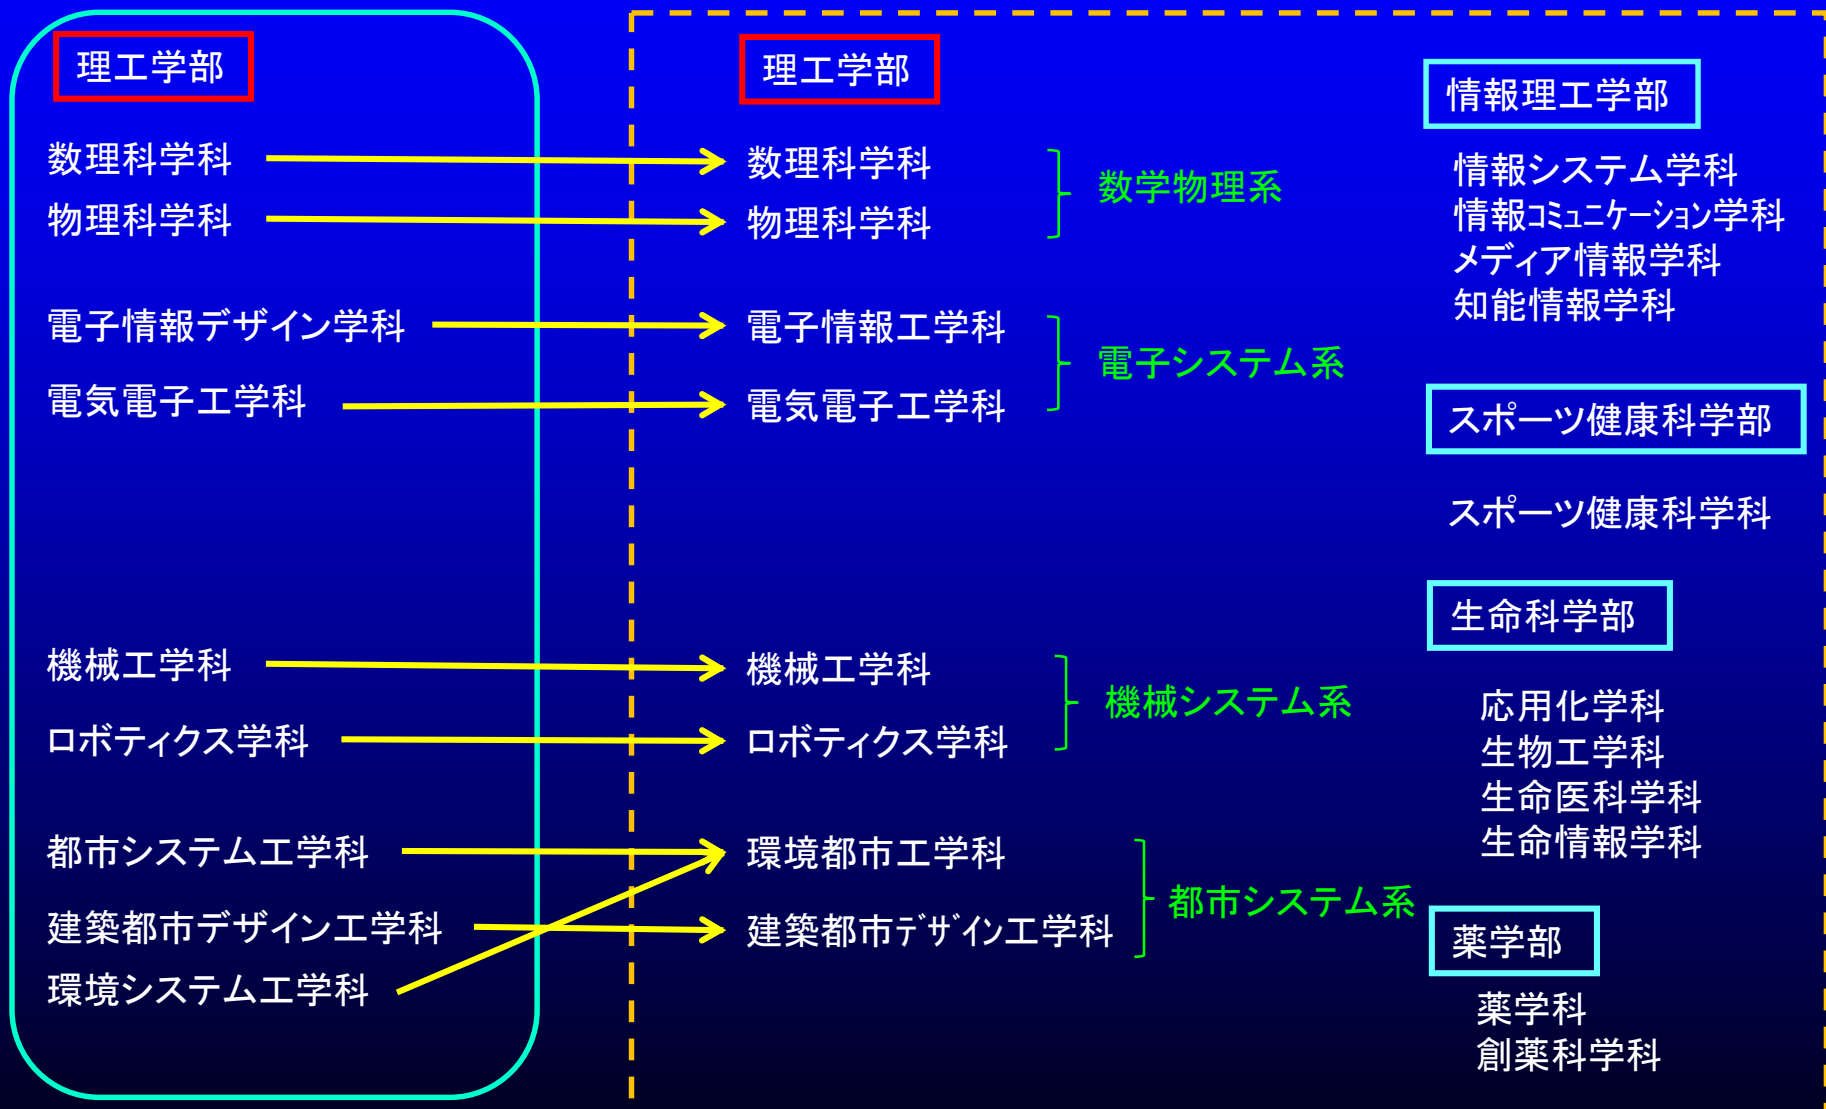 理工学部
数理科学科
物理科学科
電子情報デザイン学科
電気電子工学科
機械工学科
ロボティクス学科
都市システム工学科
建築都市デザイン工学科
環境システム工学科
理工学部
数理科学科
物理科学科
数学物理系
電子情報工学科
電気電子工学科
電子システム系
機械工学科
ロボティクス学科
機械システム系
環境都市工学科
建築都市ﾃﾞｻﾞｲﾝ工学科
都市システム系
情報理工学部
情報システム学科
情報ｺﾐｭﾆｹｰｼｮﾝ学科
メディア情報学科
知能情報学科
スポーツ健康科学部
スポーツ健康科学科
生命科学部
応用化学科
生物工学科
生命医科学科
生命情報学科
薬学部
薬学科
創薬科学科